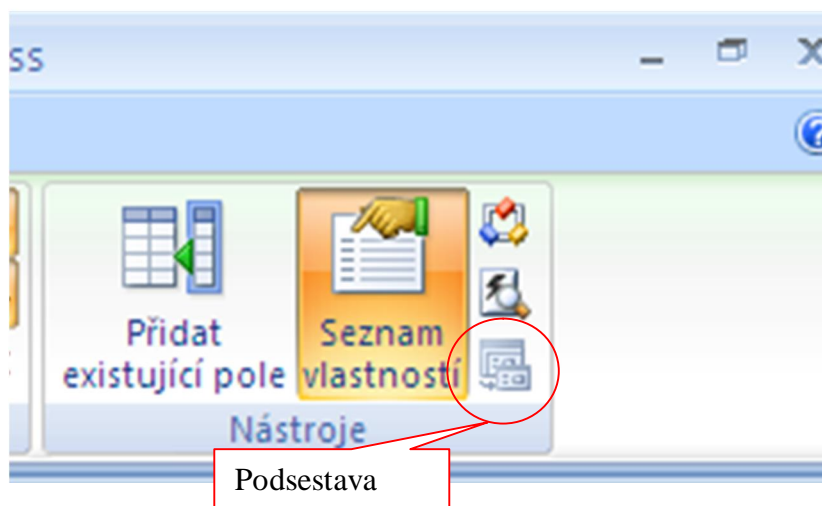 ss
Přidat
existující pole
Seznam
vlastností
Nástroje
Podsestava